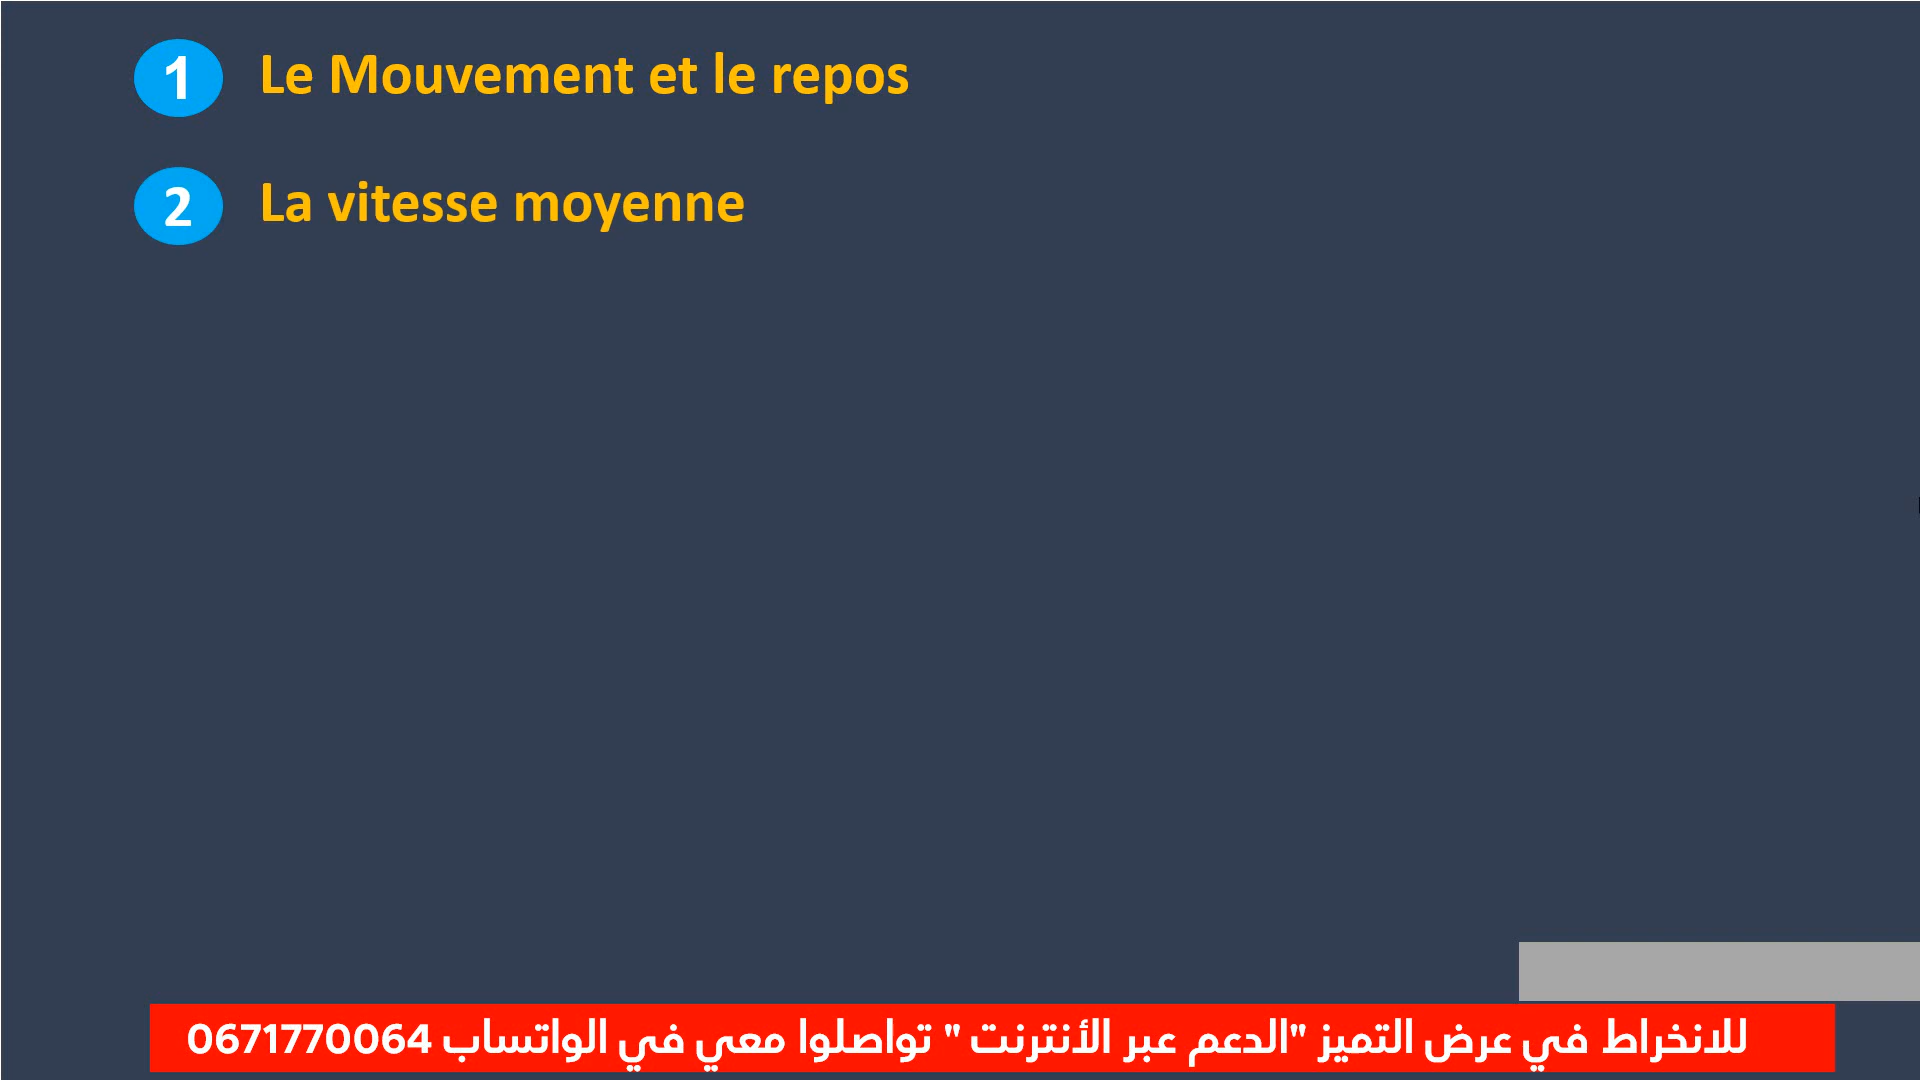 1 Le Mouvement et le repos
2 La vitesse moyenne
للانخراط في عرض التميز "الدعم عبر الأنترنت " تواصلوا معي في الواتساب 0671770064